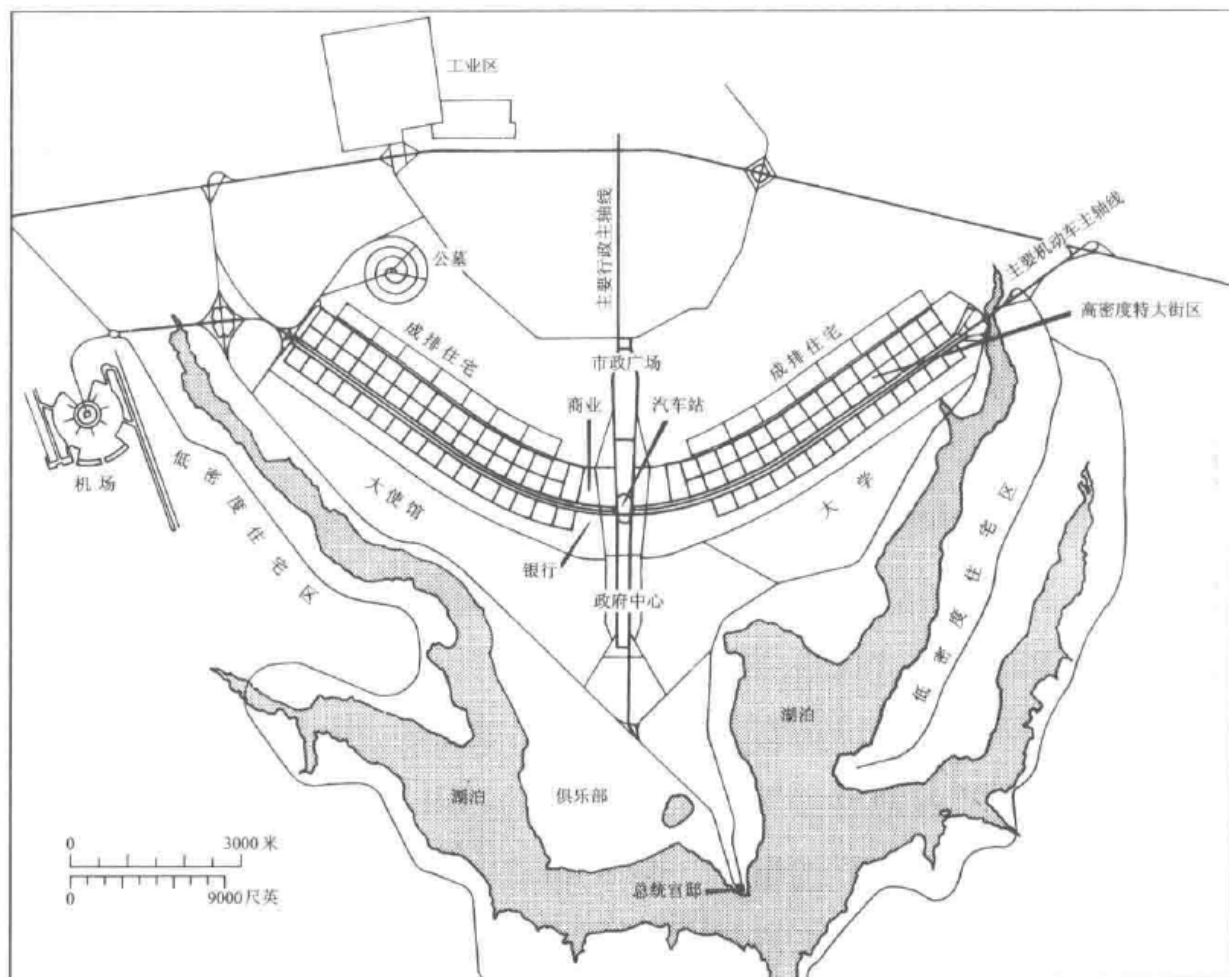 工业区
主要行政主轴线
主要机动车主轴线
公墓
高密度特大街区
成排住宅
成排住宅
市政广场
商业
汽车站
机场
低密度住宅区
大使馆
大学
银行
政府中心
低密度住宅区
湖泊
湖泊
俱乐部
0 3000米
0 9000尺英
总统官邸